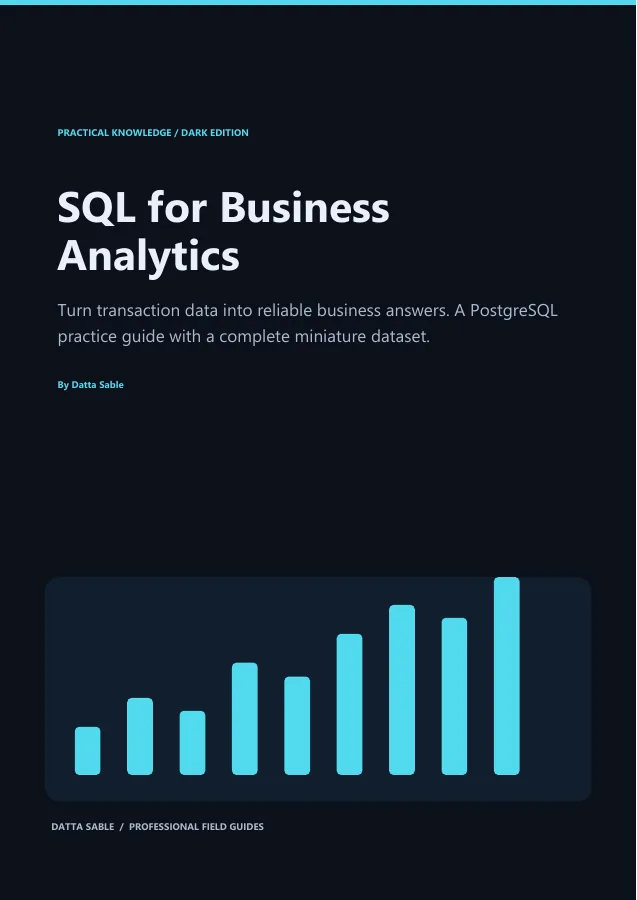 PRACTICAL KNOWLEDGE / DARK EDITION
SQL for Business
Analytics
Turn transaction data into reliable business answers. A PostgreSQL
practice guide with a complete miniature dataset.
By Datta Sable
DATTA SABLE / PROFESSIONAL FIELD GUIDES